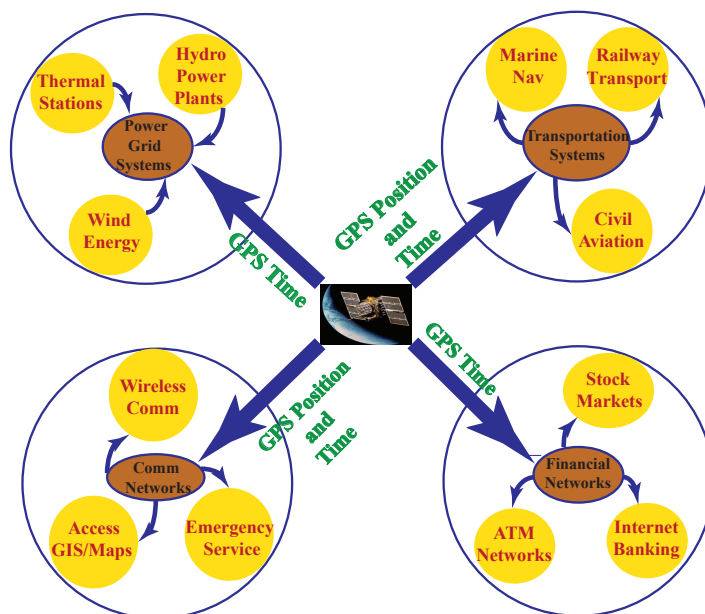 Thermal
Stations
Hydro
Power
Plants
Power
Grid
Systems
Wind
Energy
GPS Time
Marine
Nav
Railway
Transport
Transportation
Systems
Civil
Aviation
GPS Position
and
Time
Wireless
Comm
Comm
Networks
Access
GIS/Maps
Emergency
Service
GPS Position
and
Time
GPS Time
Stock
Markets
Financial
Networks
ATM
Networks
Internet
Banking